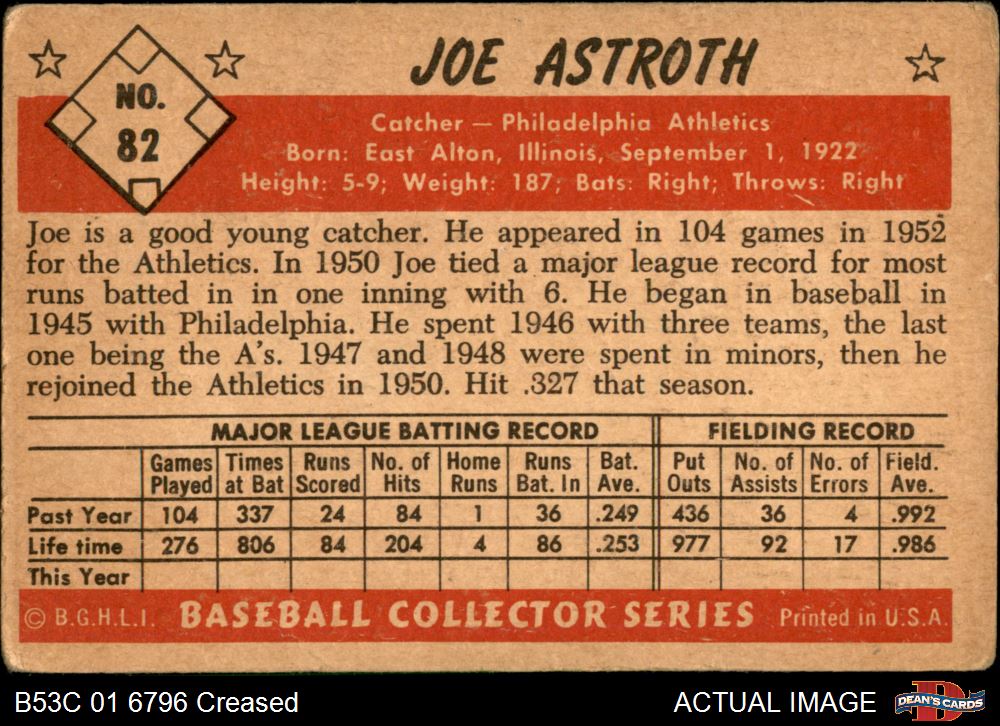 JOE ASTROTH
NO.
82
Catcher — Philadelphia Athletics
Born: East Alton, Illinois, September 1, 1922
Height: 5-9; Weight: 187; Bats: Right; Throws: Right
Joe is a good young catcher. He appeared in 104 games in 1952
for the Athletics. In 1950 Joe tied a major league record for most
runs batted in in one inning with 6. He began in baseball in
1945 with Philadelphia. He spent 1946 with three teams, the last
one being the A's. 1947 and 1948 were spent in minors, then he
rejoined the Athletics in 1950. Hit .327 that season.
MAJOR LEAGUE BATTING RECORD FIELDING RECORD
Games Times Runs No. of Home Runs Bat. Put No. of No. of Field.
Played at Bat Scored Hits Runs Bat. In Ave. Outs Assists Errors Ave.
Past Year 104 337 24 84 1 36 .249 436 36 4 .992
Life time 276 806 84 204 4 86 .253 977 92 17 .986
This Year
© B.G.H.L.I. BASEBALL COLLECTOR SERIES Printed in U.S.A.
B53C 01 6796 Creased ACTUAL IMAGE DEAN'S CARDS